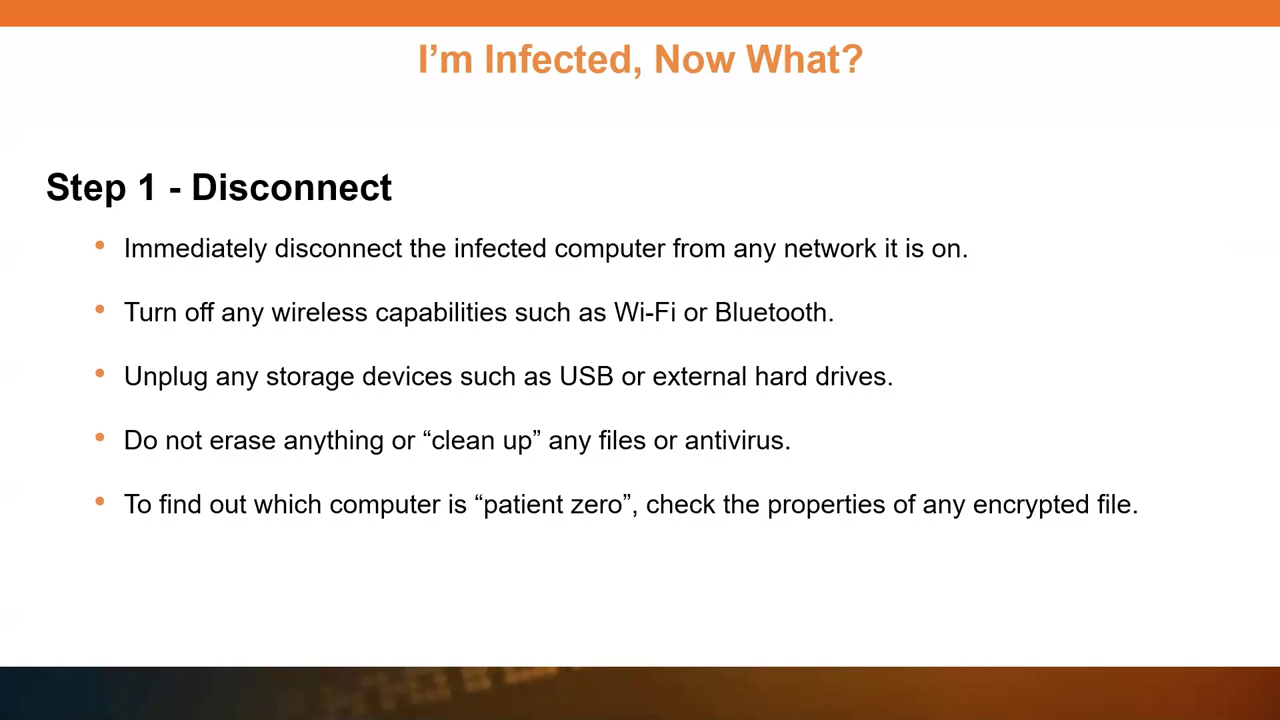 I’m Infected, Now What?
Step 1 - Disconnect
• Immediately disconnect the infected computer from any network it is on.
• Turn off any wireless capabilities such as Wi-Fi or Bluetooth.
• Unplug any storage devices such as USB or external hard drives.
• Do not erase anything or “clean up” any files or antivirus.
• To find out which computer is “patient zero”, check the properties of any encrypted file.